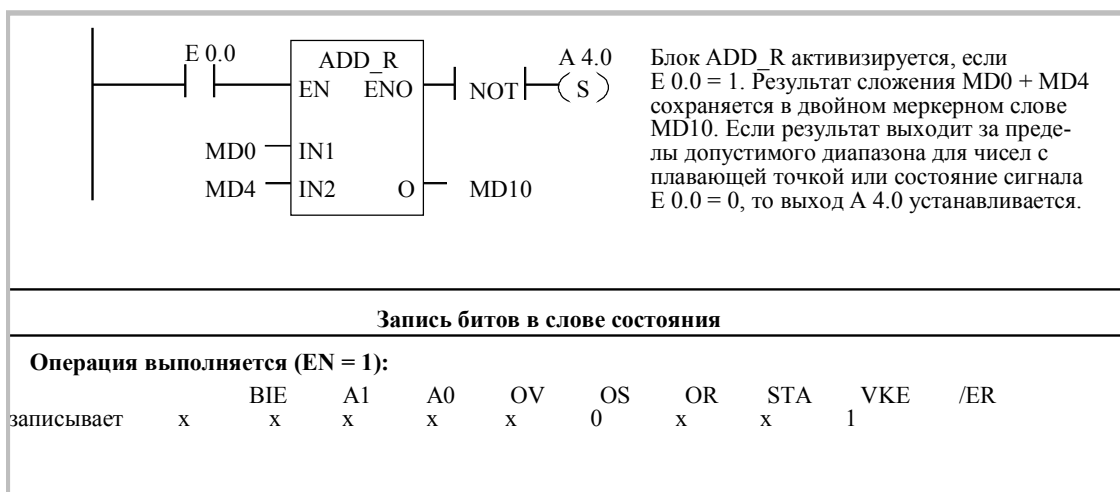 E 0.0
ADD_R
A 4.0
EN ENO
NOT
( S )
MD0
IN1
MD4
IN2
O
MD10
Блок ADD_R активизируется, если
E 0.0 = 1. Результат сложения MD0 + MD4
сохраняется в двойном меркерном слове
MD10. Если результат выходит за преде-
лы допустимого диапазона для чисел с
плавающей точкой или состояние сигнала
E 0.0 = 0, то выход A 4.0 устанавливается.
Запись битов в слове состояния
Операция выполняется (EN = 1):
BIE A1 A0 OV OS OR STA VKE /ER
записывает x x x x x 0 x x 1